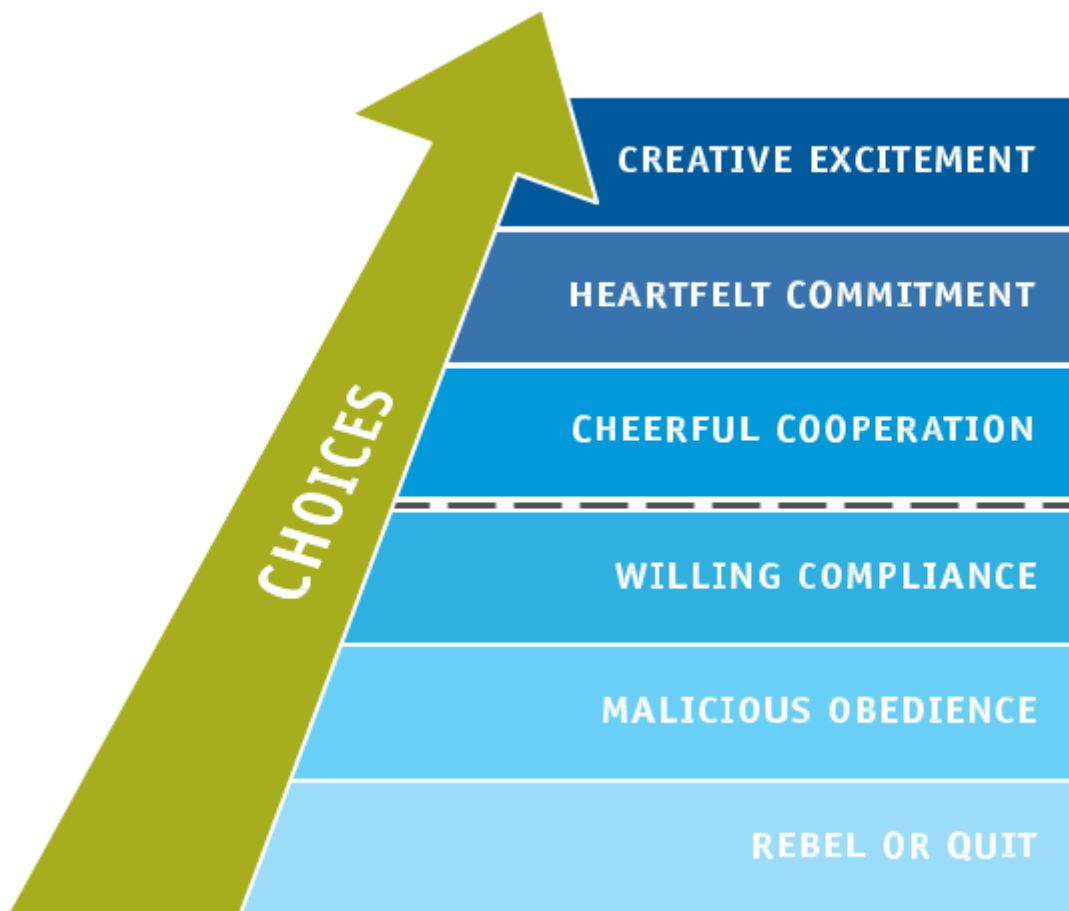 CREATIVE EXCITEMENT
HEARTFELT COMMITMENT
CHEERFUL COOPERATION
CHOICES
WILLING COMPLIANCE
MALICIOUS OBEDIENCE
REBEL OR QUIT